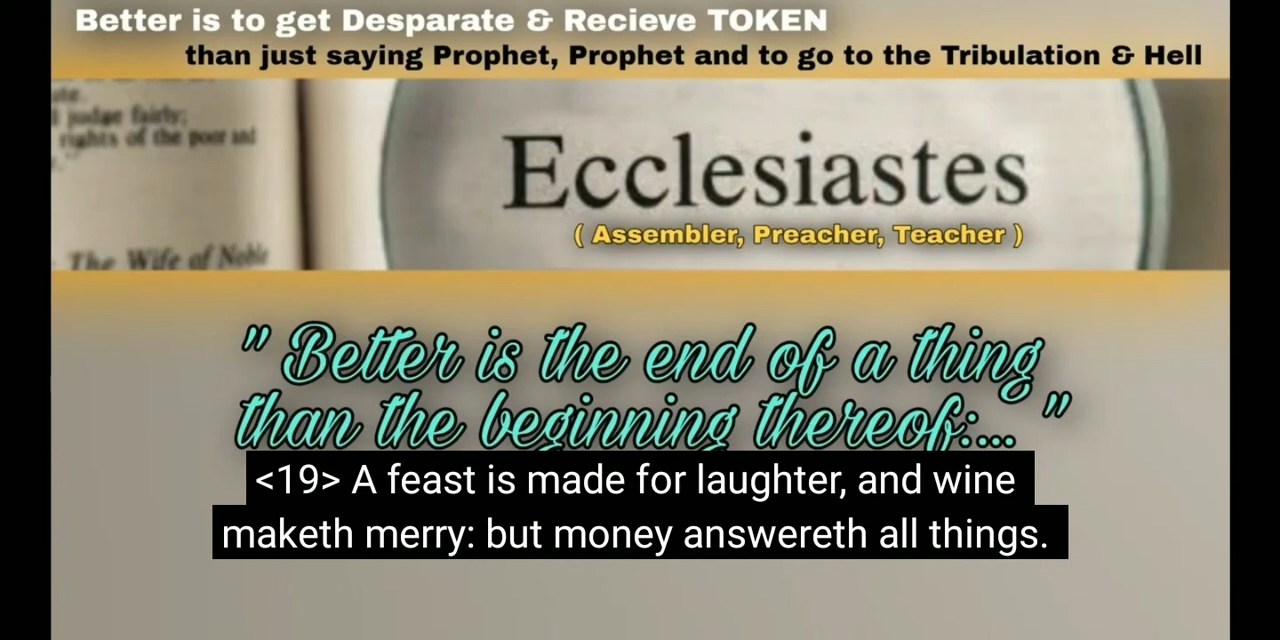 Better is to get Desparate & Recieve TOKEN
than just saying Prophet, Prophet and to go to the Tribulation & Hell
judge fairly;
rights of the poor and
Ecclesiastes
( Assembler, Preacher, Teacher )
The Wife of Noble
" Better is the end of a thing
than the beginning thereof:... "
<19> A feast is made for laughter, and wine
maketh merry: but money answereth all things.